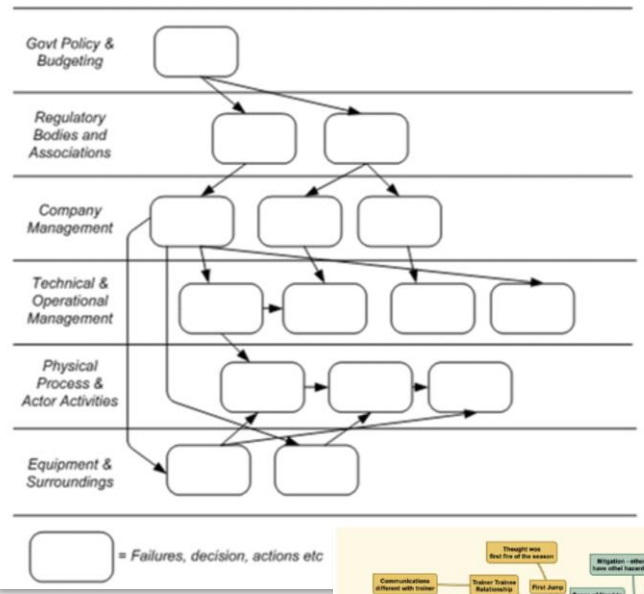 Govt Policy &
Budgeting
Regulatory
Bodies and
Associations
Company
Management
Technical &
Operational
Management
Physical
Process &
Actor Activities
Equipment &
Surroundings
= Failures, decision, actions etc
Thought was
first fire of the season
Mitigation - other
have other hazard
Communications
different with trainer
Trainer Trainee
Relationship
First Jump